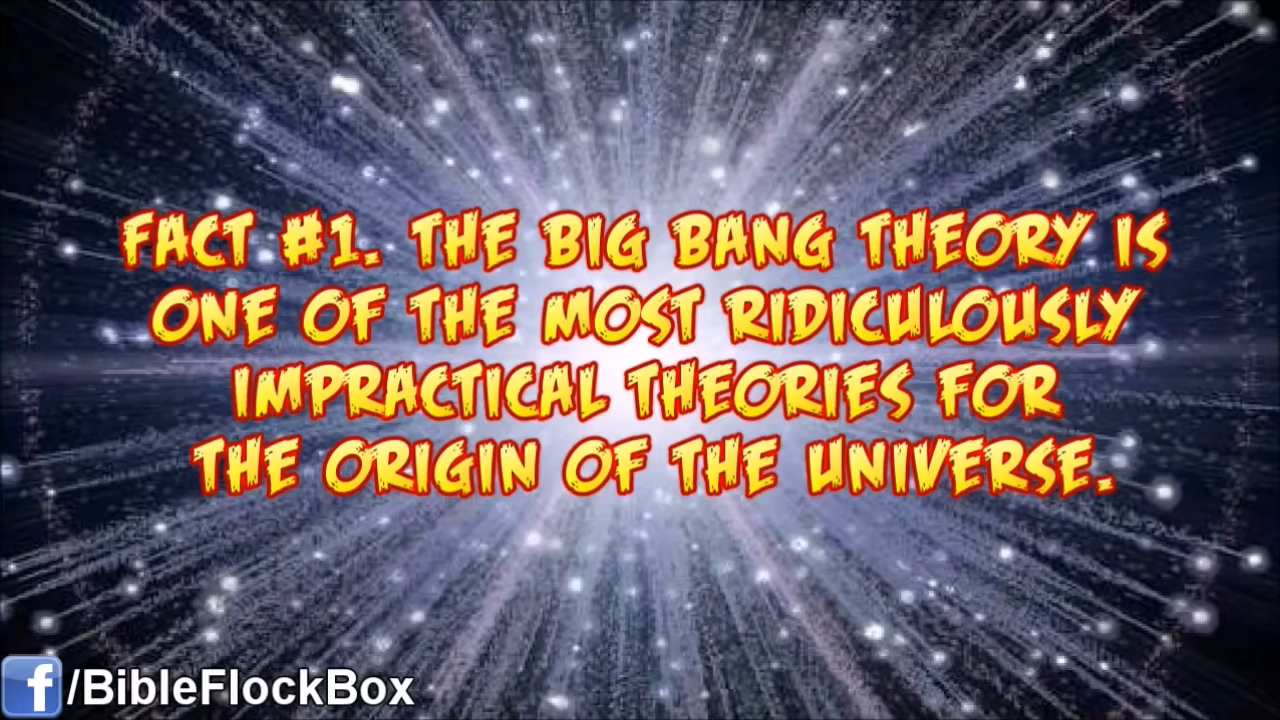 FACT #1. THE BIG BANG THEORY IS
ONE OF THE MOST RIDICULOUSLY
IMPRACTICAL THEORIES FOR
THE ORIGIN OF THE UNIVERSE.
f /BibleFlockBox